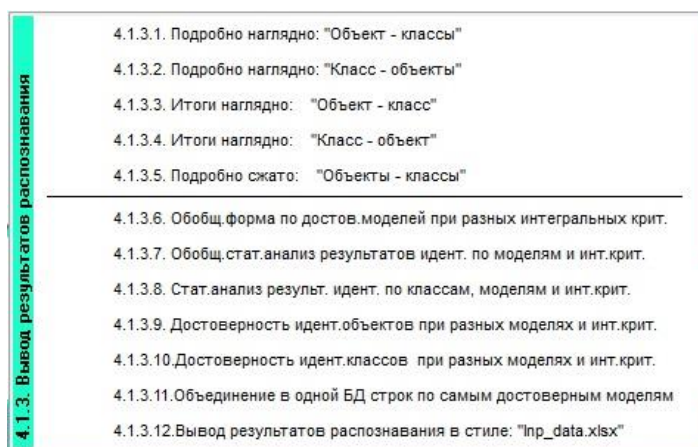 4.1.3. Вывод результатов распознавания
4.1.3.1. Подробно наглядно: "Объект - классы"
4.1.3.2. Подробно наглядно: "Класс - объекты"
4.1.3.3. Итоги наглядно: "Объект - класс"
4.1.3.4. Итоги наглядно: "Класс - объект"
4.1.3.5. Подробно сжато: "Объекты - классы"
4.1.3.6. Обобщ.форма по достов.моделей при разных интегральных крит.
4.1.3.7. Обобщ.стат.анализ результатов идент. по моделям и инт.крит.
4.1.3.8. Стат.анализ результ. идент. по классам, моделям и инт.крит.
4.1.3.9. Достоверность идент.объектов при разных моделях и инт.крит.
4.1.3.10.Достоверность идент.классов при разных моделях и инт.крит.
4.1.3.11.Объединение в одной БД строк по самым достоверным моделям
4.1.3.12.Вывод результатов распознавания в стиле: "Inp_data.xlsx"